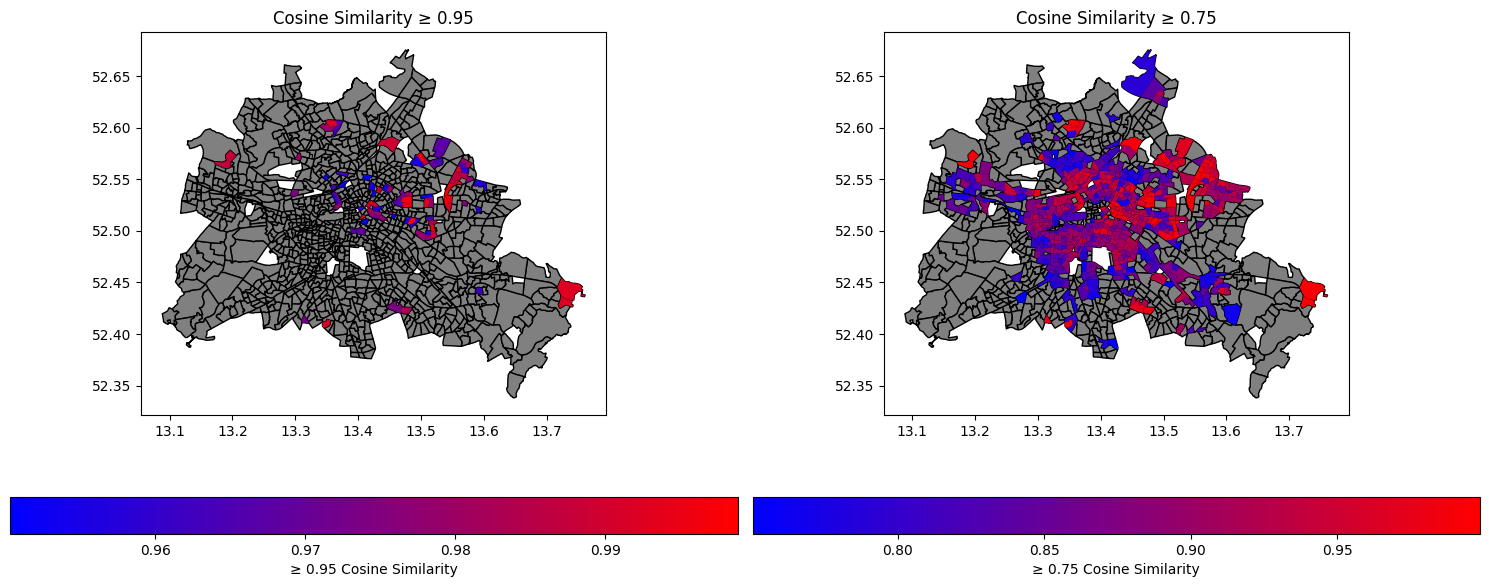 Cosine Similarity ≥ 0.95
52.65
52.60
52.55
52.50
52.45
52.40
52.35
13.1 13.2 13.3 13.4 13.5 13.6 13.7
0.96 0.97 0.98 0.99
≥ 0.95 Cosine Similarity
Cosine Similarity ≥ 0.75
52.65
52.60
52.55
52.50
52.45
52.40
52.35
13.1 13.2 13.3 13.4 13.5 13.6 13.7
0.80 0.85 0.90 0.95
≥ 0.75 Cosine Similarity